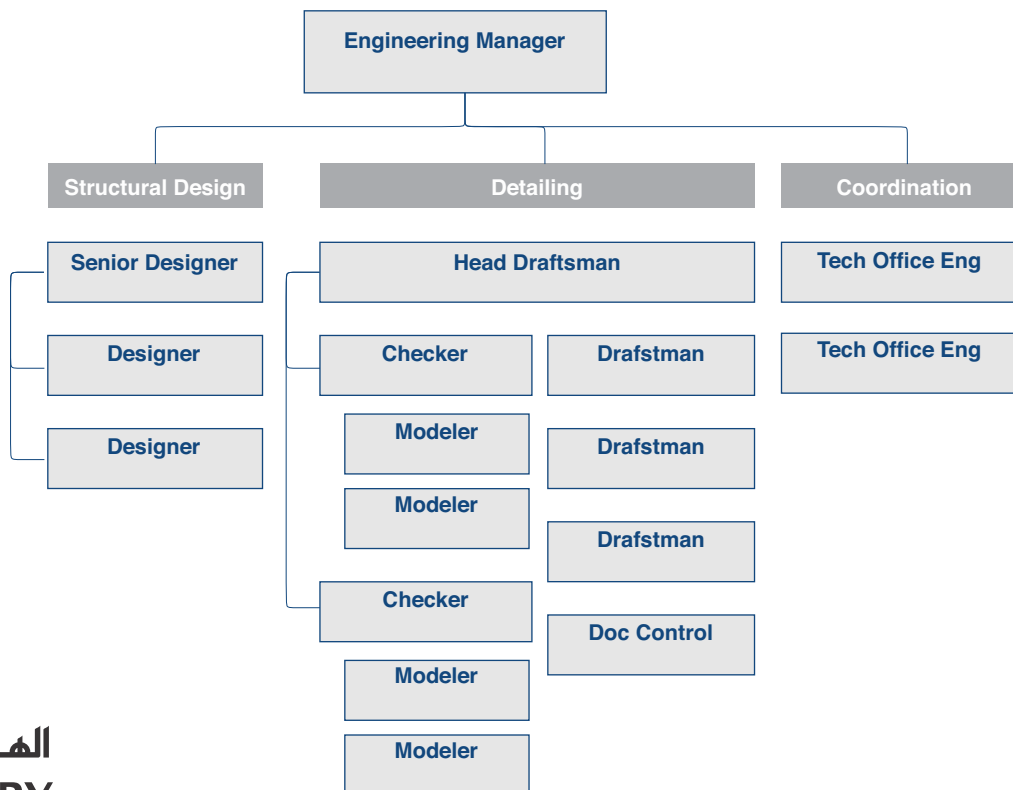 Engineering Manager
Structural Design
Detailing
Coordination
Senior Designer
Head Draftsman
Tech Office Eng
Designer
Checker
Drafstman
Tech Office Eng
Modeler
Designer
Drafstman
Modeler
Drafstman
Checker
Doc Control
Modeler
Modeler